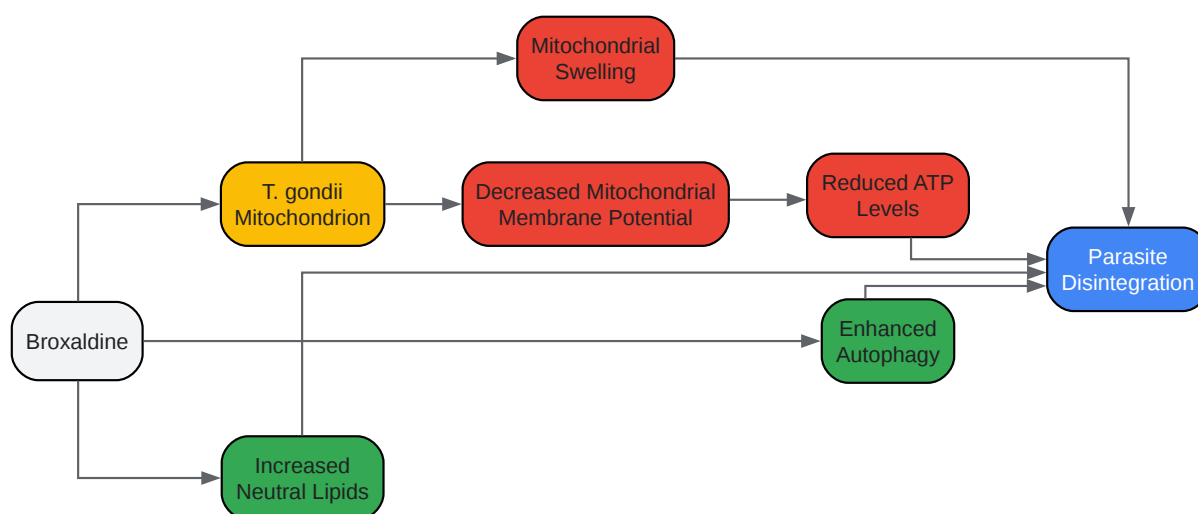 Mitochondrial
Swelling
T. gondii
Mitochondrion
Decreased Mitochondrial
Membrane Potential
Reduced ATP
Levels
Parasite
Disintegration
Broxaldine
Enhanced
Autophagy
Increased
Neutral Lipids